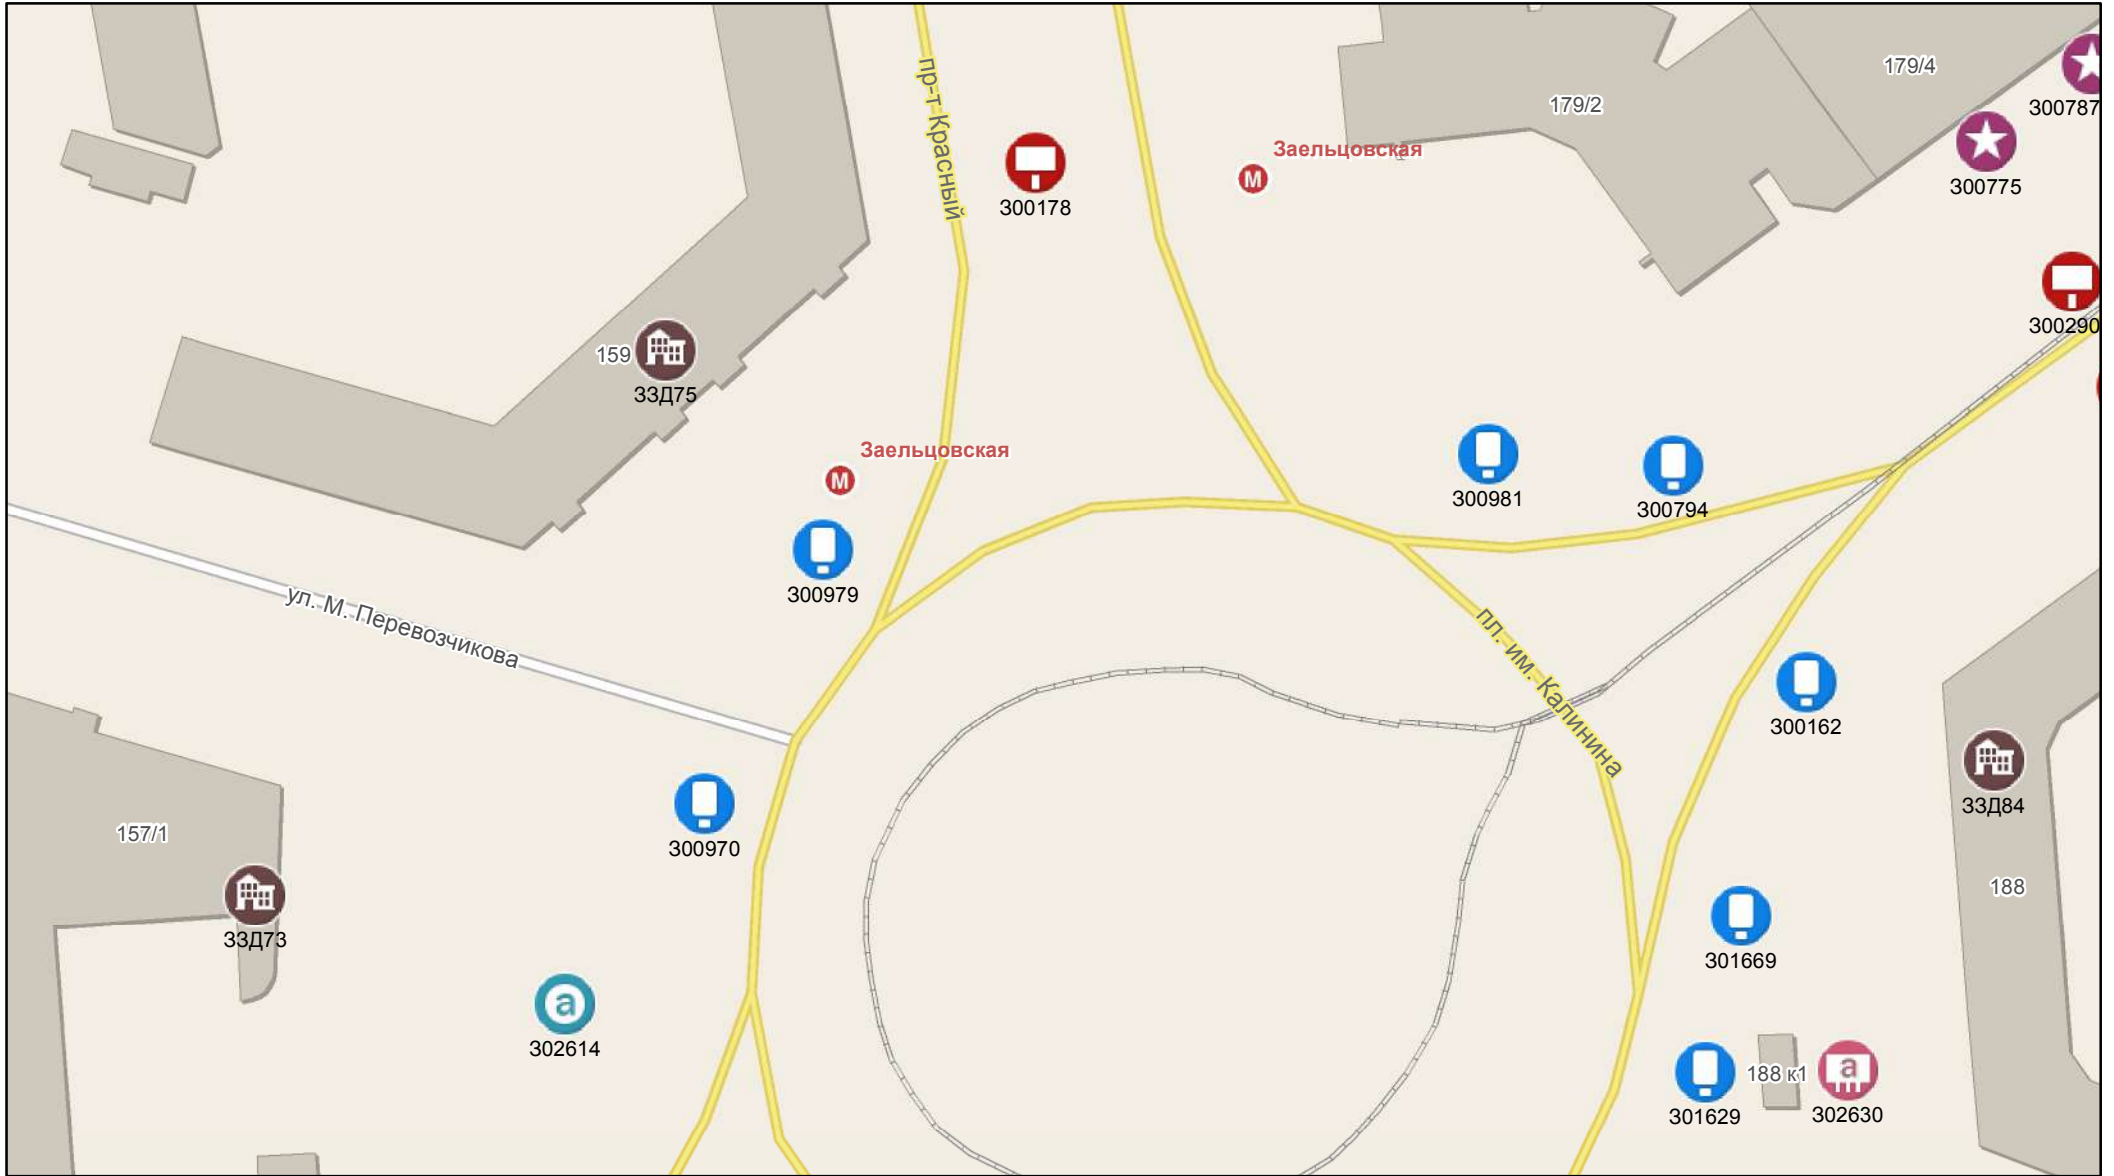 пр-т Красный
179/4
179/2
300787
Заельцовская
М
300775
300178
300290
159
33Д75
Заельцовская
М
300981
300794
300979
ул. М. Перевозчикова
пл. им. Калинина
300162
33Д84
157/1
300970
188
33Д73
301669
a
302614
188 к1
a
301629
302630